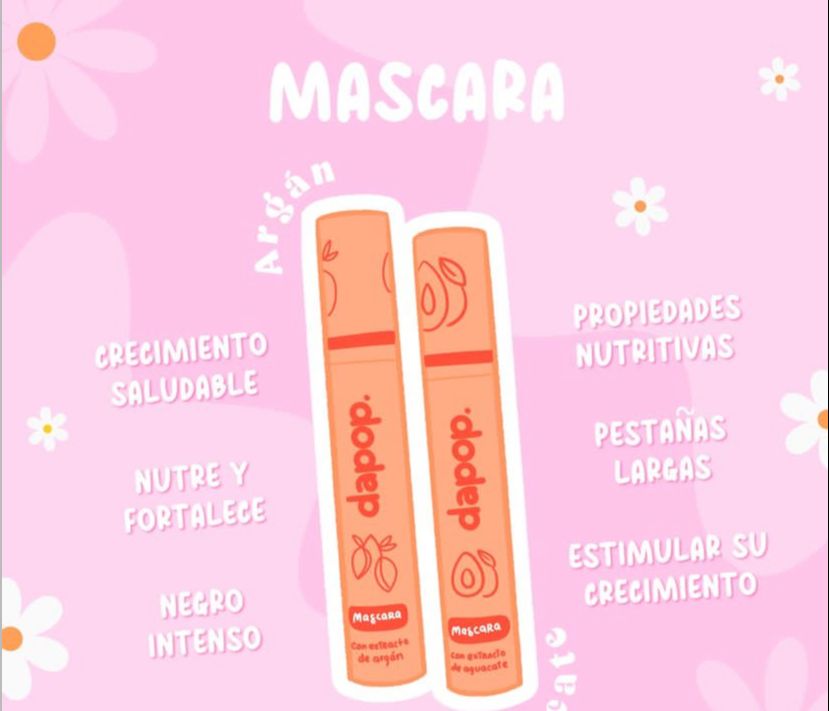 MASCARA
Argán
CRECIMIENTO
SALUDABLE
NUTRE Y
FORTALECE
NEGRO
INTENSO
dapop.
Mascara
Con extracto
de argán
dapop.
Mascara
con extracto
de aguacate
PROPIEDADES
NUTRITIVAS
PESTAÑAS
LARGAS
ESTIMULAR SU
CRECIMIENTO